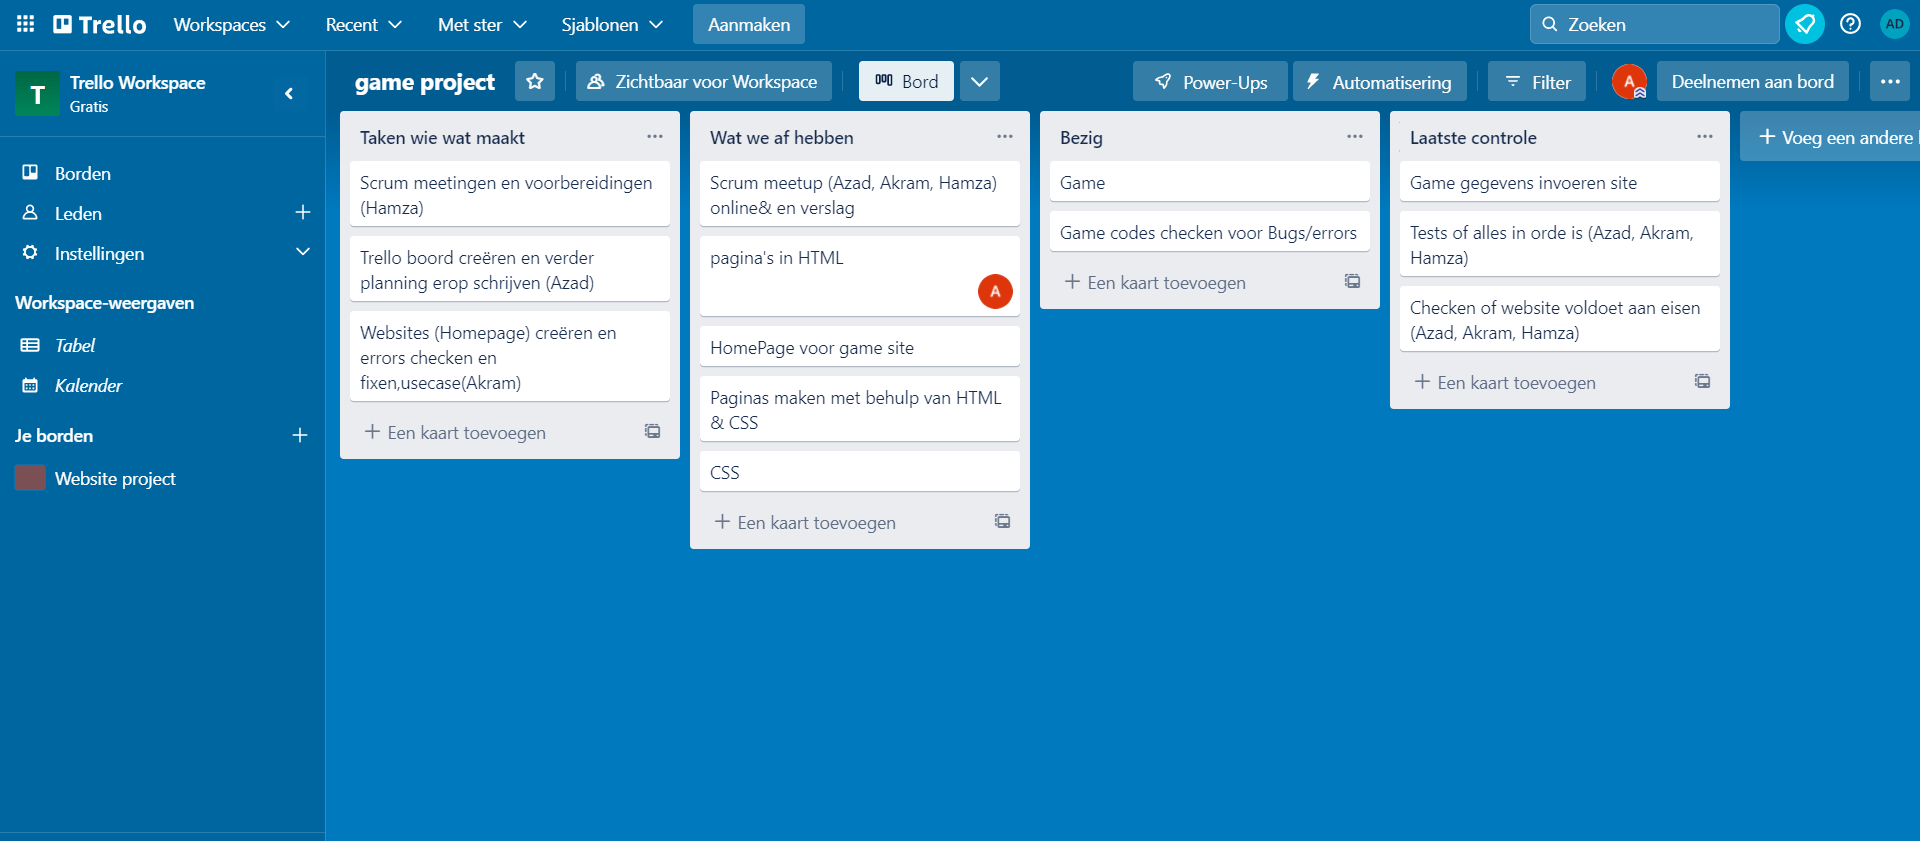 Trello
Workspaces
Recent
Met ster
Sjablonen
Aanmaken
Zoeken
AD
T
Trello Workspace
Gratis
Borden
Leden
Instellingen
Workspace-weergaven
Tabel
Kalender
Je borden
Website project
game project
Zichtbaar voor Workspace
Bord
Power-Ups
Automatisering
Filter
A
Deelnemen aan bord
Taken wie wat maakt
Scrum meetingen en voorbereidingen
(Hamza)
Trello boord creëren en verder
planning erop schrijven (Azad)
Websites (Homepage) creëren en
errors checken en
fixen,usecase(Akram)
Een kaart toevoegen
Wat we af hebben
Scrum meetup (Azad, Akram, Hamza)
online& en verslag
pagina's in HTML
A
HomePage voor game site
Paginas maken met behulp van HTML
& CSS
CSS
Een kaart toevoegen
Bezig
Game
Game codes checken voor Bugs/errors
Een kaart toevoegen
Laatste controle
Game gegevens invoeren site
Tests of alles in orde is (Azad, Akram,
Hamza)
Checken of website voldoet aan eisen
(Azad, Akram, Hamza)
Een kaart toevoegen
Voeg een andere